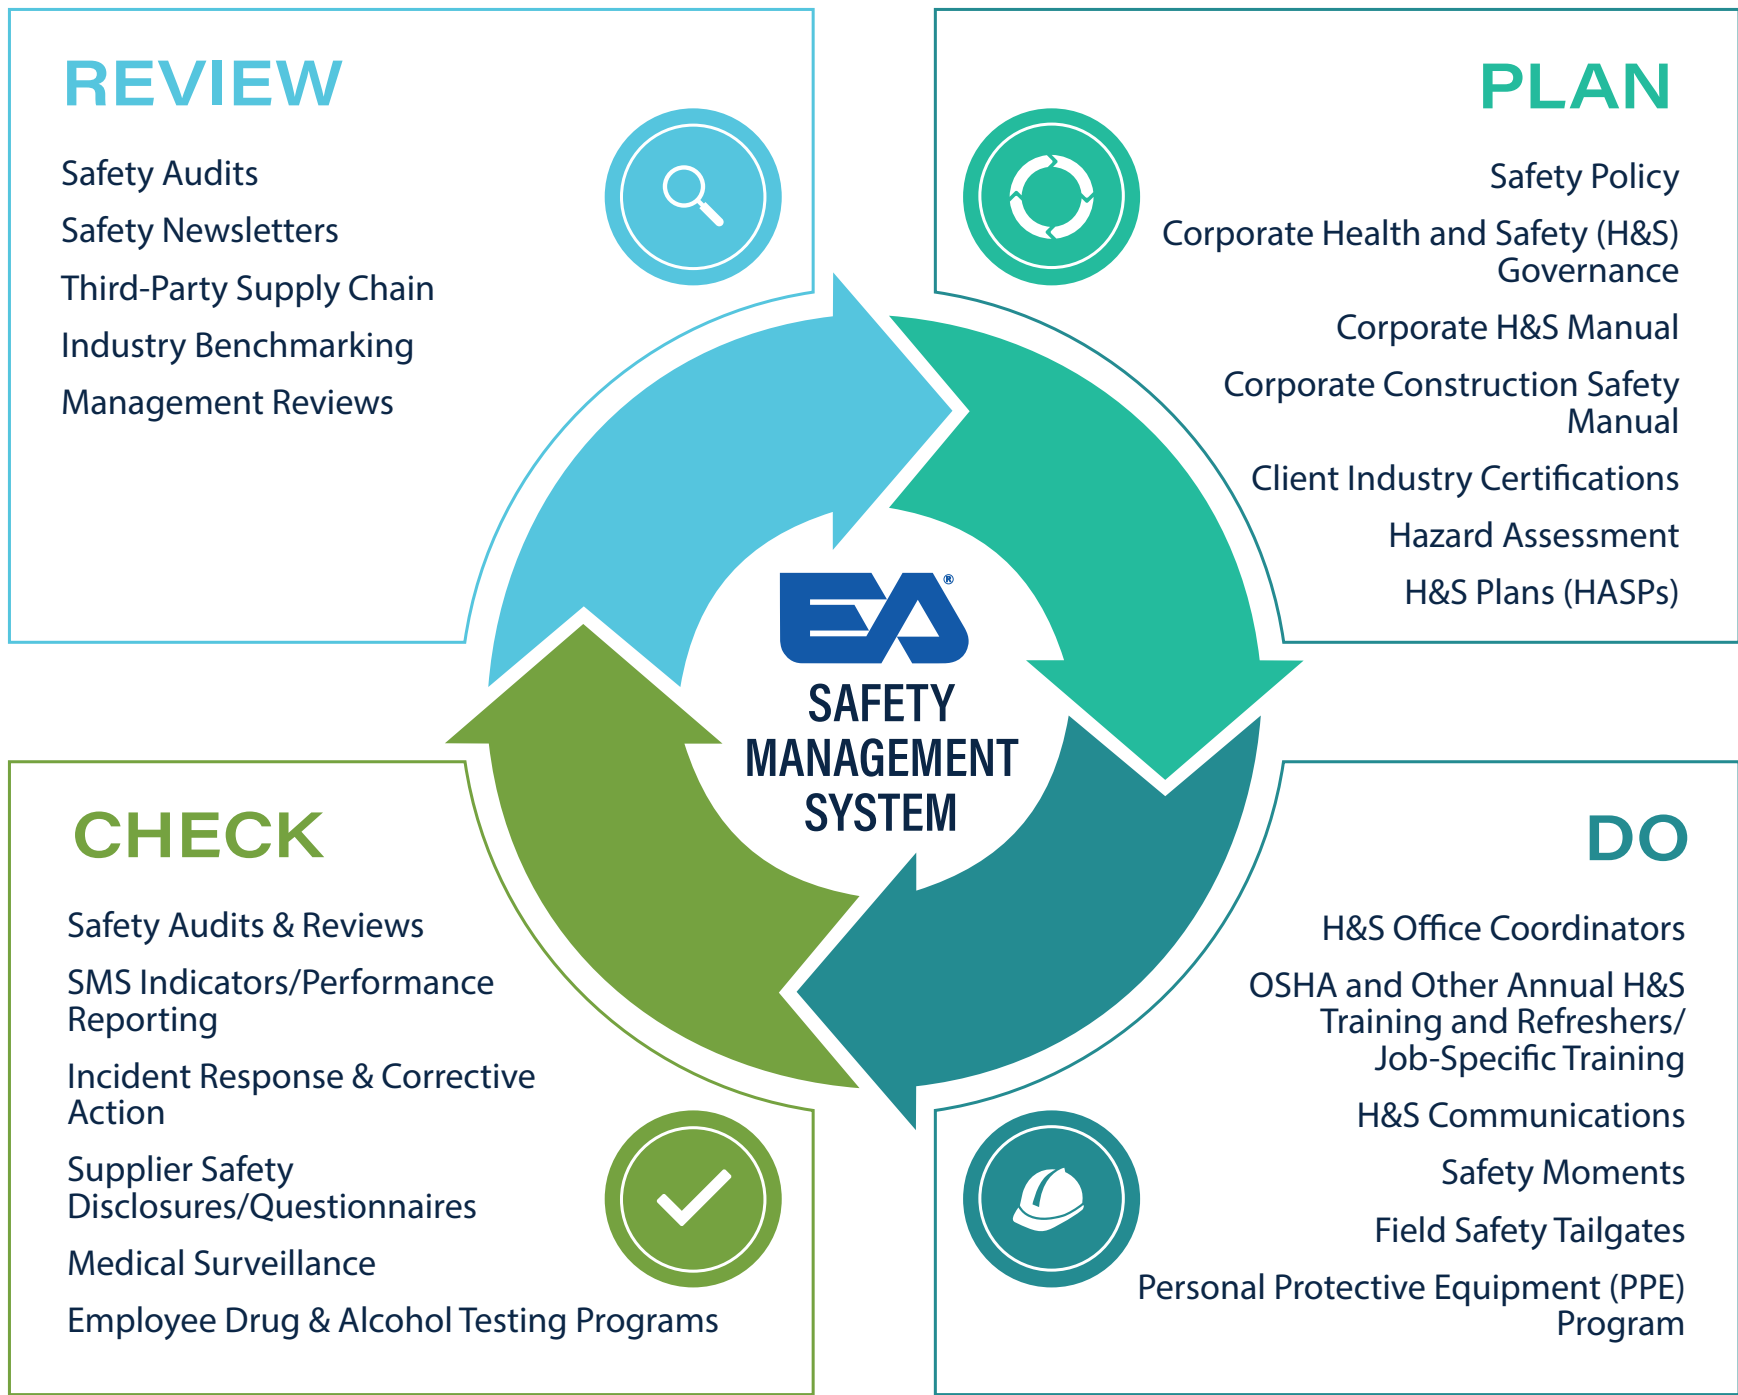 REVIEW
Safety Audits
Safety Newsletters
Third-Party Supply Chain
Industry Benchmarking
Management Reviews
PLAN
Safety Policy
Corporate Health and Safety (H&S)
Governance
Corporate H&S Manual
Corporate Construction Safety
Manual
Client Industry Certifications
Hazard Assessment
H&S Plans (HASPs)
EA®
SAFETY
MANAGEMENT
SYSTEM
CHECK
Safety Audits & Reviews
SMS Indicators/Performance
Reporting
Incident Response & Corrective
Action
Supplier Safety
Disclosures/Questionnaires
Medical Surveillance
Employee Drug & Alcohol Testing Programs
DO
H&S Office Coordinators
OSHA and Other Annual H&S
Training and Refreshers/
Job-Specific Training
H&S Communications
Safety Moments
Field Safety Tailgates
Personal Protective Equipment (PPE)
Program